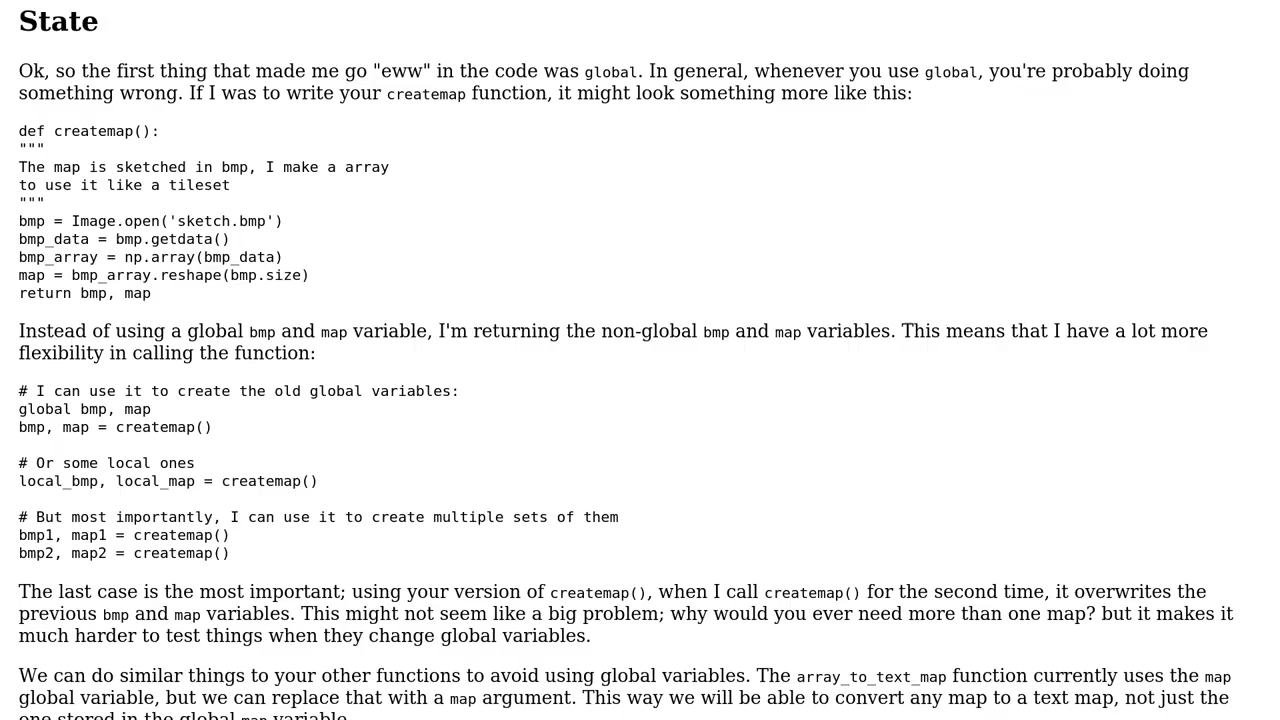 State
Ok, so the first thing that made me go "eww" in the code was global. In general, whenever you use global, you're probably doing
something wrong. If I was to write your createmap function, it might look something more like this:
def createmap():
"""
The map is sketched in bmp, I make a array
to use it like a tileset
"""
bmp = Image.open('sketch.bmp')
bmp_data = bmp.getdata()
bmp_array = np.array(bmp_data)
map = bmp_array.reshape(bmp.size)
return bmp, map
Instead of using a global bmp and map variable, I'm returning the non-global bmp and map variables. This means that I have a lot more
flexibility in calling the function:
# I can use it to create the old global variables:
global bmp, map
bmp, map = createmap()
# Or some local ones
local_bmp, local_map = createmap()
# But most importantly, I can use it to create multiple sets of them
bmp1, map1 = createmap()
bmp2, map2 = createmap()
The last case is the most important; using your version of createmap(), when I call createmap() for the second time, it overwrites the
previous bmp and map variables. This might not seem like a big problem; why would you ever need more than one map? but it makes it
much harder to test things when they change global variables.
We can do similar things to your other functions to avoid using global variables. The array_to_text_map function currently uses the map
global variable, but we can replace that with a map argument. This way we will be able to convert any map to a text map, not just the
one stored in the global map variable.